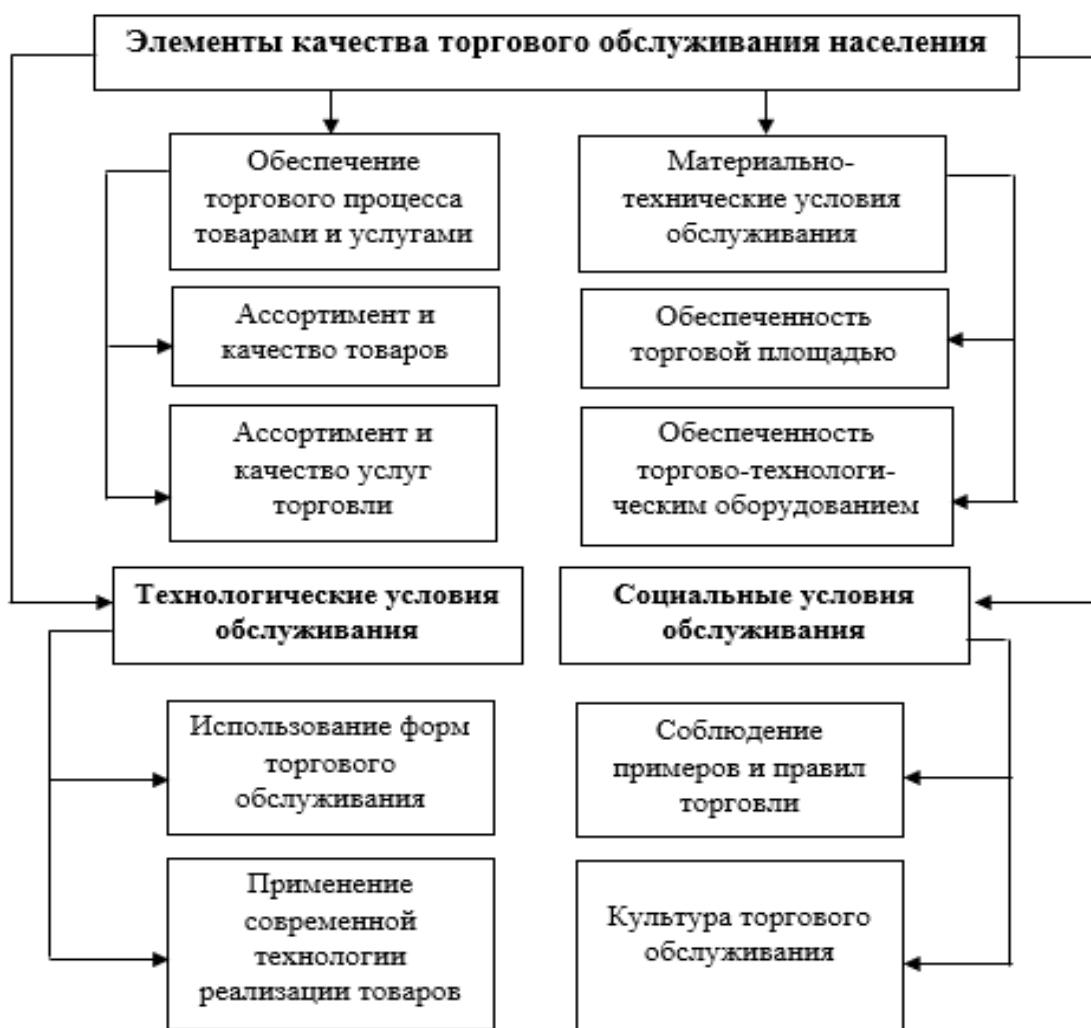 Элементы качества торгового обслуживания населения
Обеспечение
торгового процесса
товарами и услугами
Материально-
технические условия
обслуживания
Ассортимент и
качество товаров
Обеспеченность
торговой площадью
Ассортимент и
качество услуг
торговли
Обеспеченность
торгово-технологи-
ческим оборудованием
Технологические условия
обслуживания
Социальные условия
обслуживания
Использование форм
торгового
обслуживания
Соблюдение
примеров и правил
торговли
Применение
современной
технологии
реализации товаров
Культура торгового
обслуживания